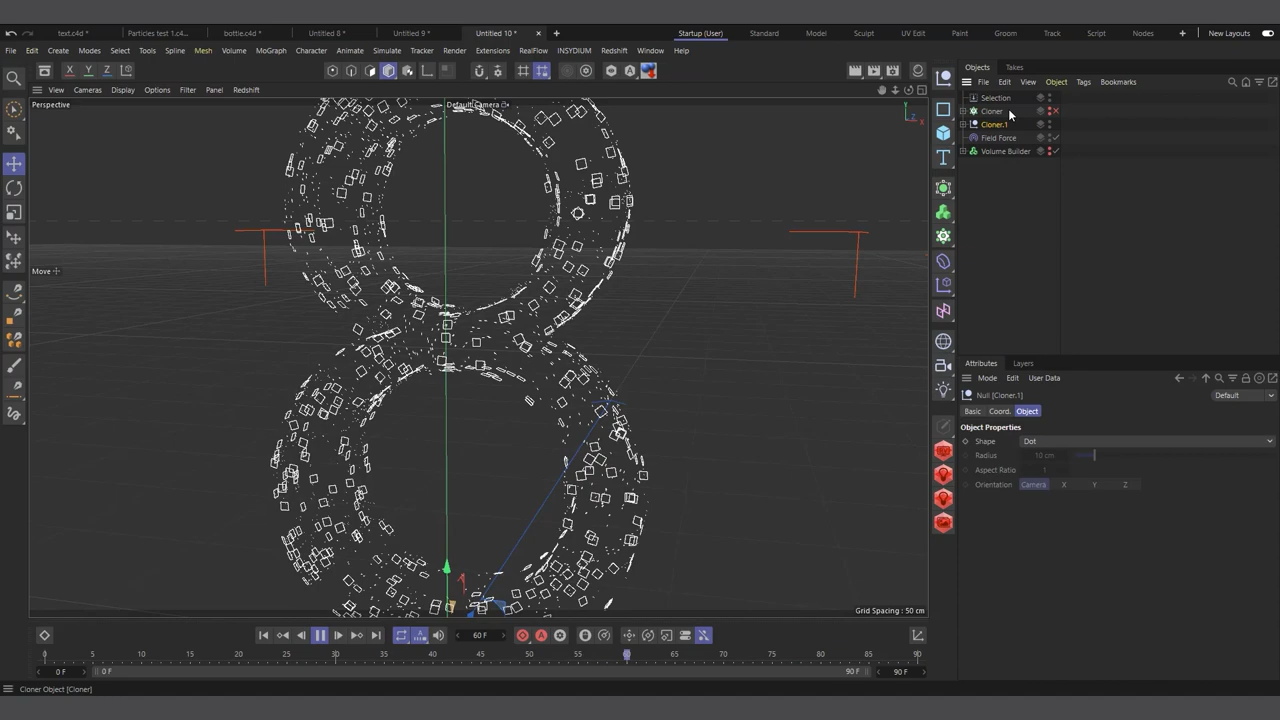 text.c4d *
Particles test 1.c4...
bottle.c4d *
Untitled 8 *
Untitled 9 *
Untitled 10 *
Startup (User)
Standard
Model
Sculpt
UV Edit
Paint
Groom
Track
Script
Nodes
New Layouts
File Edit Create Modes Select Tools Spline Mesh Volume MoGraph Character Animate Simulate Tracker Render Extensions RealFlow INSYDIUM Redshift Window Help
X Y Z
Objects Takes
File Edit View Object Tags Bookmarks
View Cameras Display Options Filter Panel Redshift
Perspective
Default Camera
Y
X
Selection
Cloner
Cloner.1
Field Force
Volume Builder
Move
Attributes Layers
Mode Edit User Data
Null [Cloner.1]
Default
Basic Coord. Object
Object Properties
Shape Dot
Radius 10 cm
Aspect Ratio 1
Orientation Camera X Y Z
Grid Spacing : 50 cm
60 F
0 5 10 15 20 25 30 35 40 45 50 55 60 65 70 75 80 85 90
0 F
0 F
90 F
90 F
Cloner Object [Cloner]